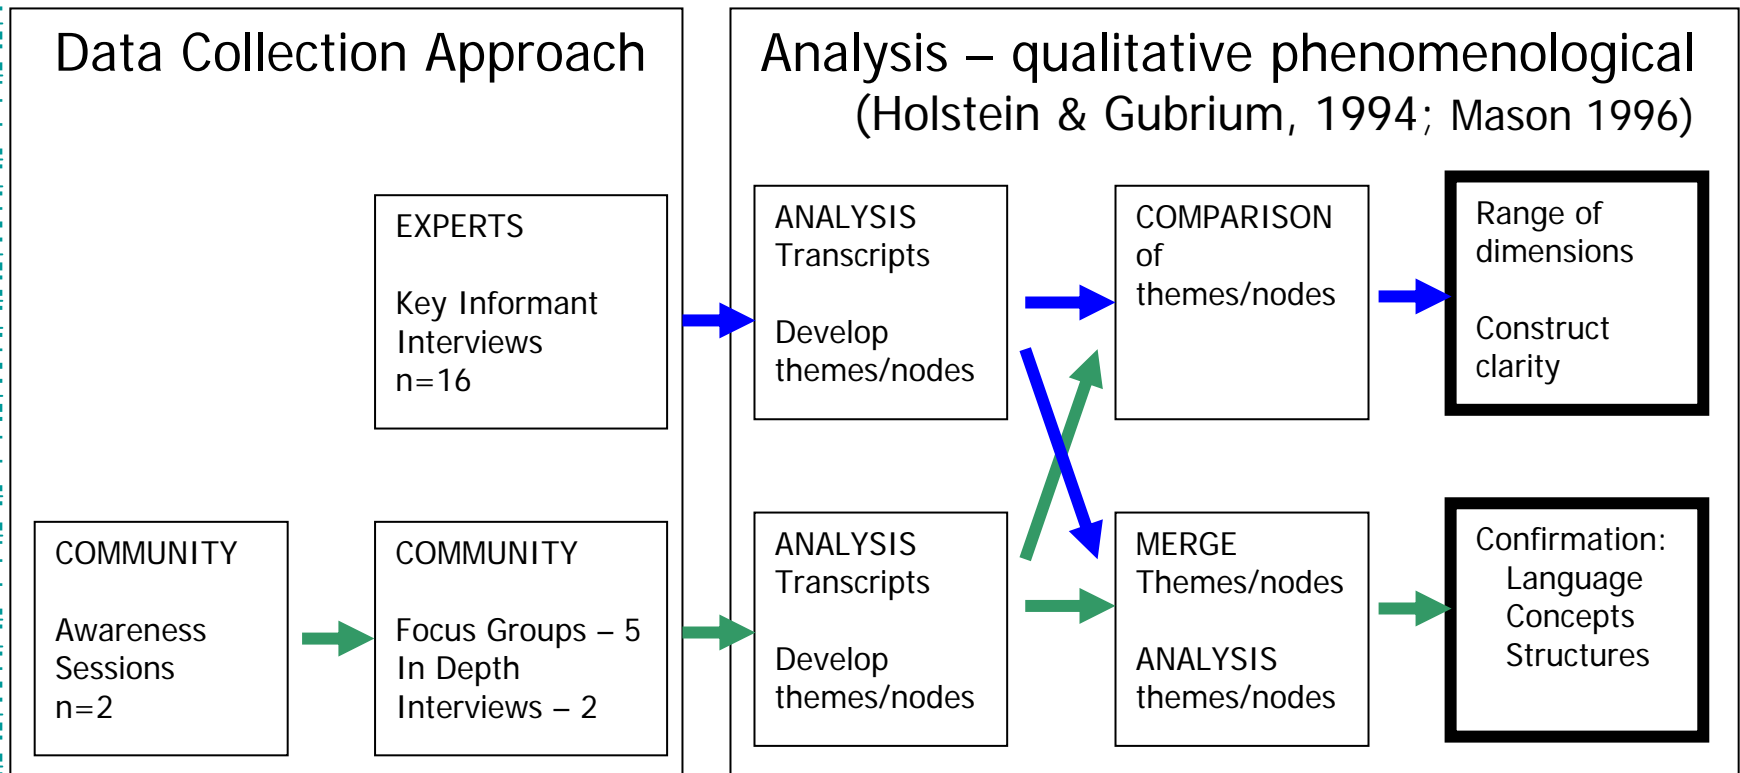 Data Collection Approach
Analysis – qualitative phenomenological
(Holstein & Gubrium, 1994; Mason 1996)
EXPERTS
Key Informant
Interviews
n=16
ANALYSIS
Transcripts
Develop
themes/nodes
COMPARISON
of
themes/nodes
Range of
dimensions
Construct
clarity
COMMUNITY
Awareness
Sessions
n=2
COMMUNITY
Focus Groups – 5
In Depth
Interviews – 2
ANALYSIS
Transcripts
Develop
themes/nodes
MERGE
Themes/nodes
ANALYSIS
themes/nodes
Confirmation:
Language
Concepts
Structures